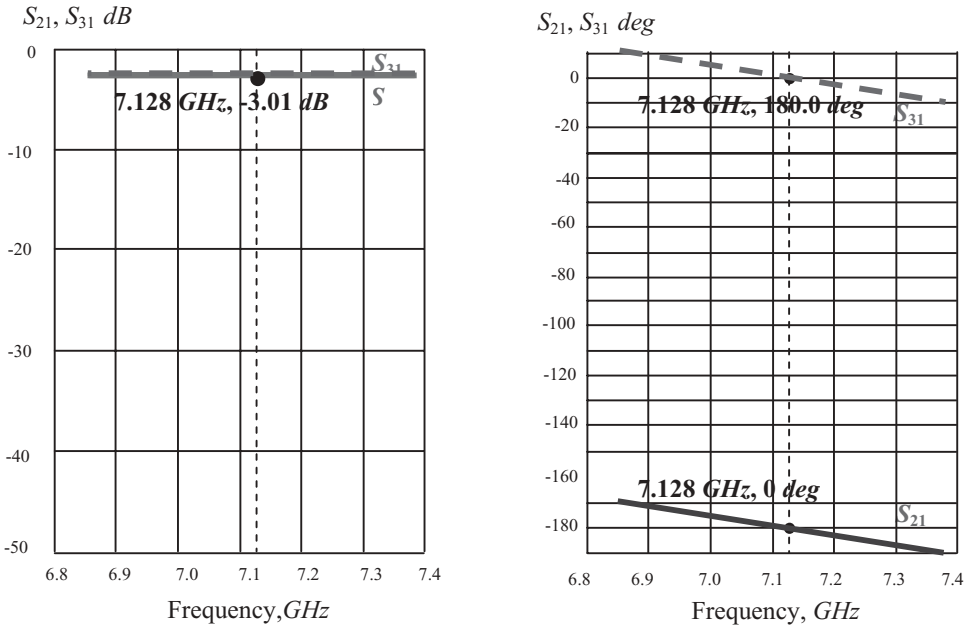 S21, S31 dB
0
-10
-20
-30
-40
-50
S31
S
7.128 GHz, -3.01 dB
6.8 6.9 7.0 7.1 7.2 7.3 7.4
Frequency,GHz
S21, S31 deg
0
-20
-40
-60
-80
-100
-120
-140
-160
-180
7.128 GHz, 180.0 deg
S31
7.128 GHz, 0 deg
S21
6.8 6.9 7.0 7.1 7.2 7.3 7.4
Frequency, GHz